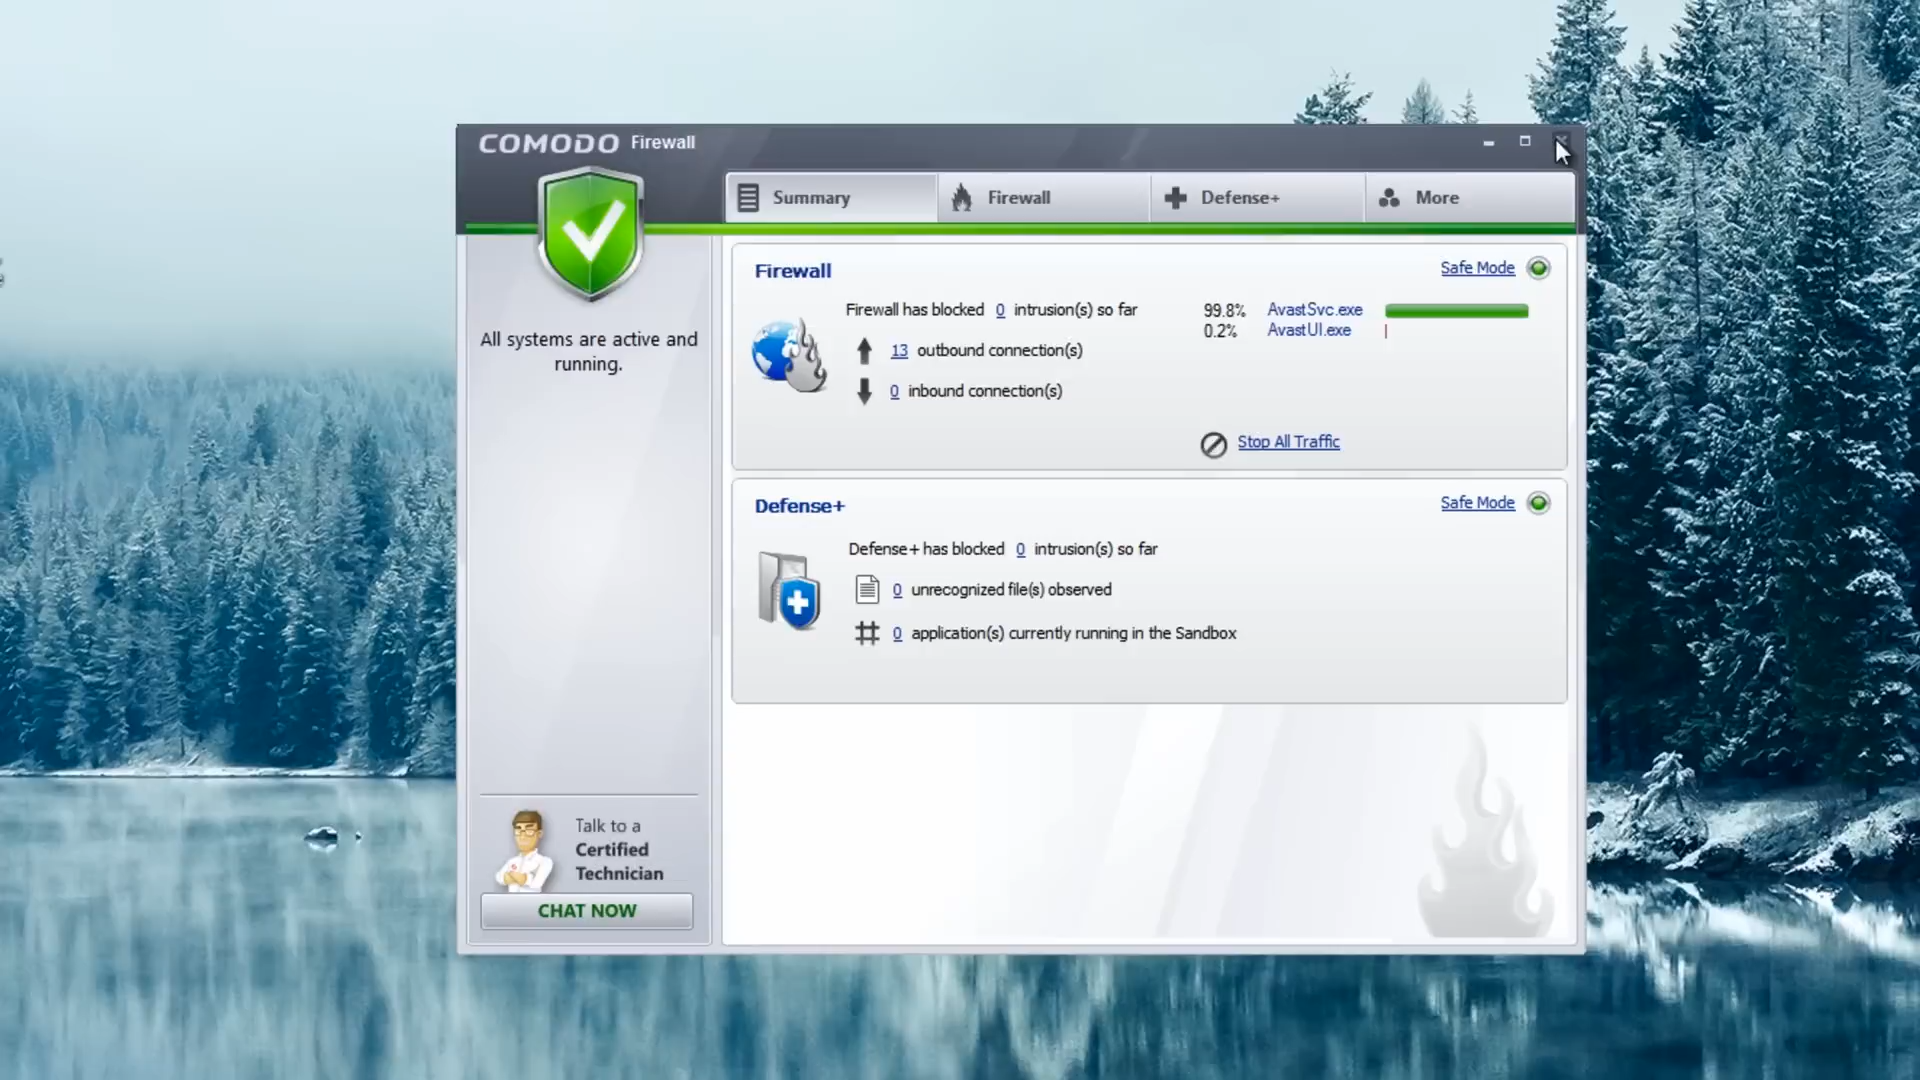 COMODO Firewall
Summary
Firewall
Defense+
More
All systems are active and
running.
Firewall
Safe Mode
Firewall has blocked 0 intrusion(s) so far
99.8% AvastSvc.exe
0.2% AvastUI.exe
13 outbound connection(s)
0 inbound connection(s)
Stop All Traffic
Defense+
Safe Mode
Defense+ has blocked 0 intrusion(s) so far
0 unrecognized file(s) observed
0 application(s) currently running in the Sandbox
Talk to a
Certified
Technician
CHAT NOW